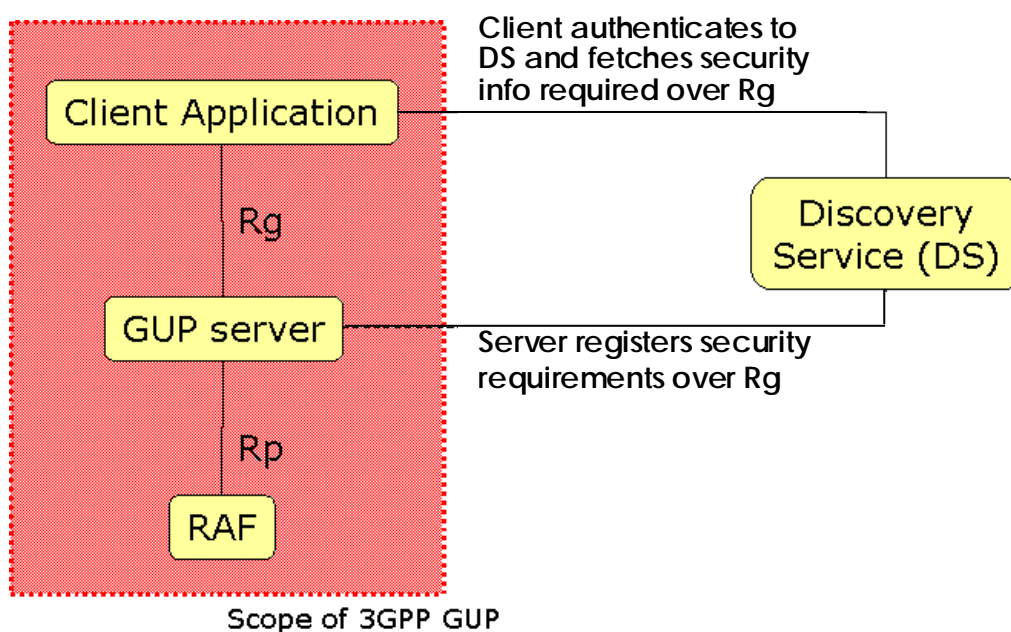 Client authenticates to
DS and fetches security
info required over Rg
Client Application
Rg
Discovery
Service (DS)
GUP server
Server registers security
requirements over Rg
Rp
RAF
Scope of 3GPP GUP